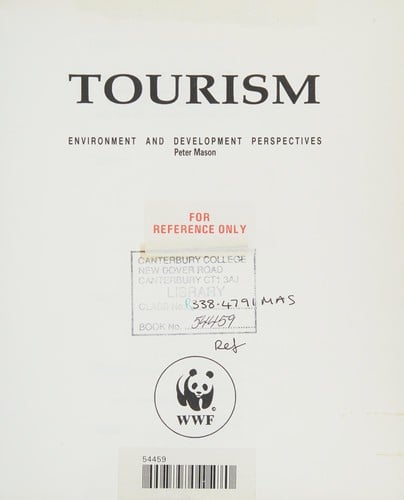 TOURISM
ENVIRONMENT AND DEVELOPMENT PERSPECTIVES
Peter Mason
FOR
REFERENCE ONLY
CANTERBURY COLLEGE
NEW DOVER ROAD
CANTERBURY CT1 3AJ
LIBRARY
CLASS No. R338.4791 MAS
BOOK No. 54459
Ref
WWF
54459